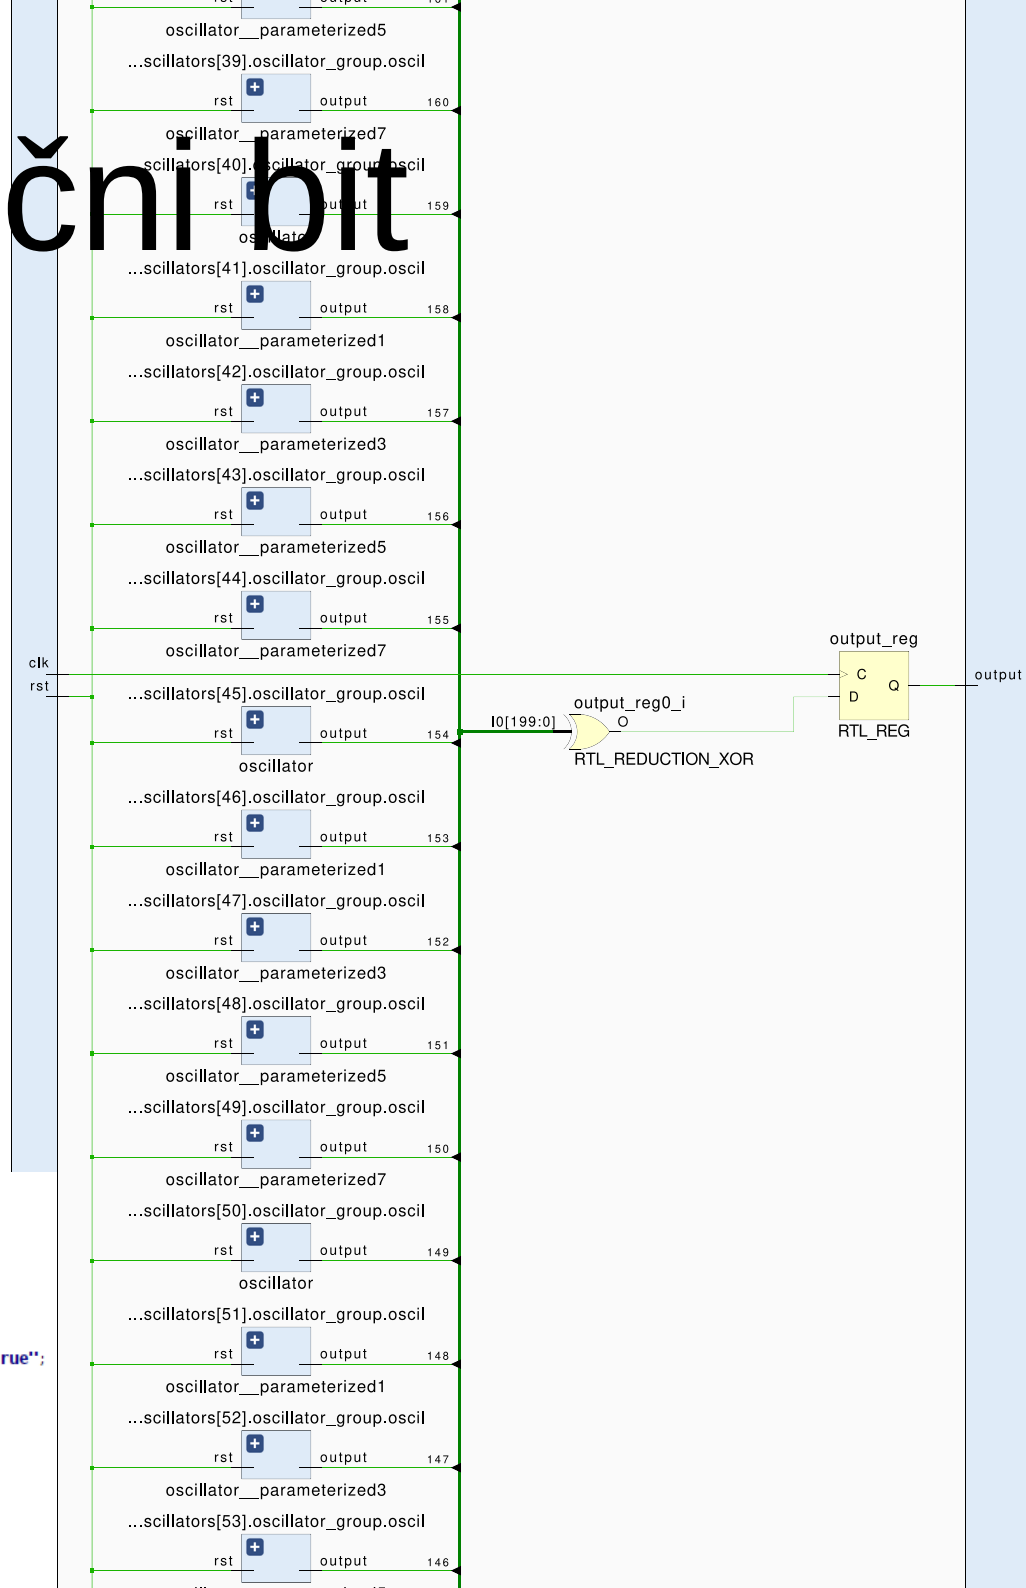 oscillator__parameterized5
...scillators[39].oscillator_group.oscil
rst output 160
oscillator__parameterized7
čni bit
scillators[40].oscillator_group.oscil
rst output 159
oscillator
...scillators[41].oscillator_group.oscil
rst output 158
oscillator__parameterized1
...scillators[42].oscillator_group.oscil
rst output 157
oscillator__parameterized3
...scillators[43].oscillator_group.oscil
rst output 156
oscillator__parameterized5
...scillators[44].oscillator_group.oscil
rst output 155
oscillator__parameterized7
clk
rst
...scillators[45].oscillator_group.oscil
rst output 154
oscillator
output_reg0_i
I0[199:0] O
RTL_REDUCTION_XOR
output_reg
C
D
Q
RTL_REG
output
...scillators[46].oscillator_group.oscil
rst output 153
oscillator__parameterized1
...scillators[47].oscillator_group.oscil
rst output 152
oscillator__parameterized3
...scillators[48].oscillator_group.oscil
rst output 151
oscillator__parameterized5
...scillators[49].oscillator_group.oscil
rst output 150
oscillator__parameterized7
...scillators[50].oscillator_group.oscil
rst output 149
oscillator
...scillators[51].oscillator_group.oscil
rst output 148
rue";
oscillator__parameterized1
...scillators[52].oscillator_group.oscil
rst output 147
oscillator__parameterized3
...scillators[53].oscillator_group.oscil
rst output 146